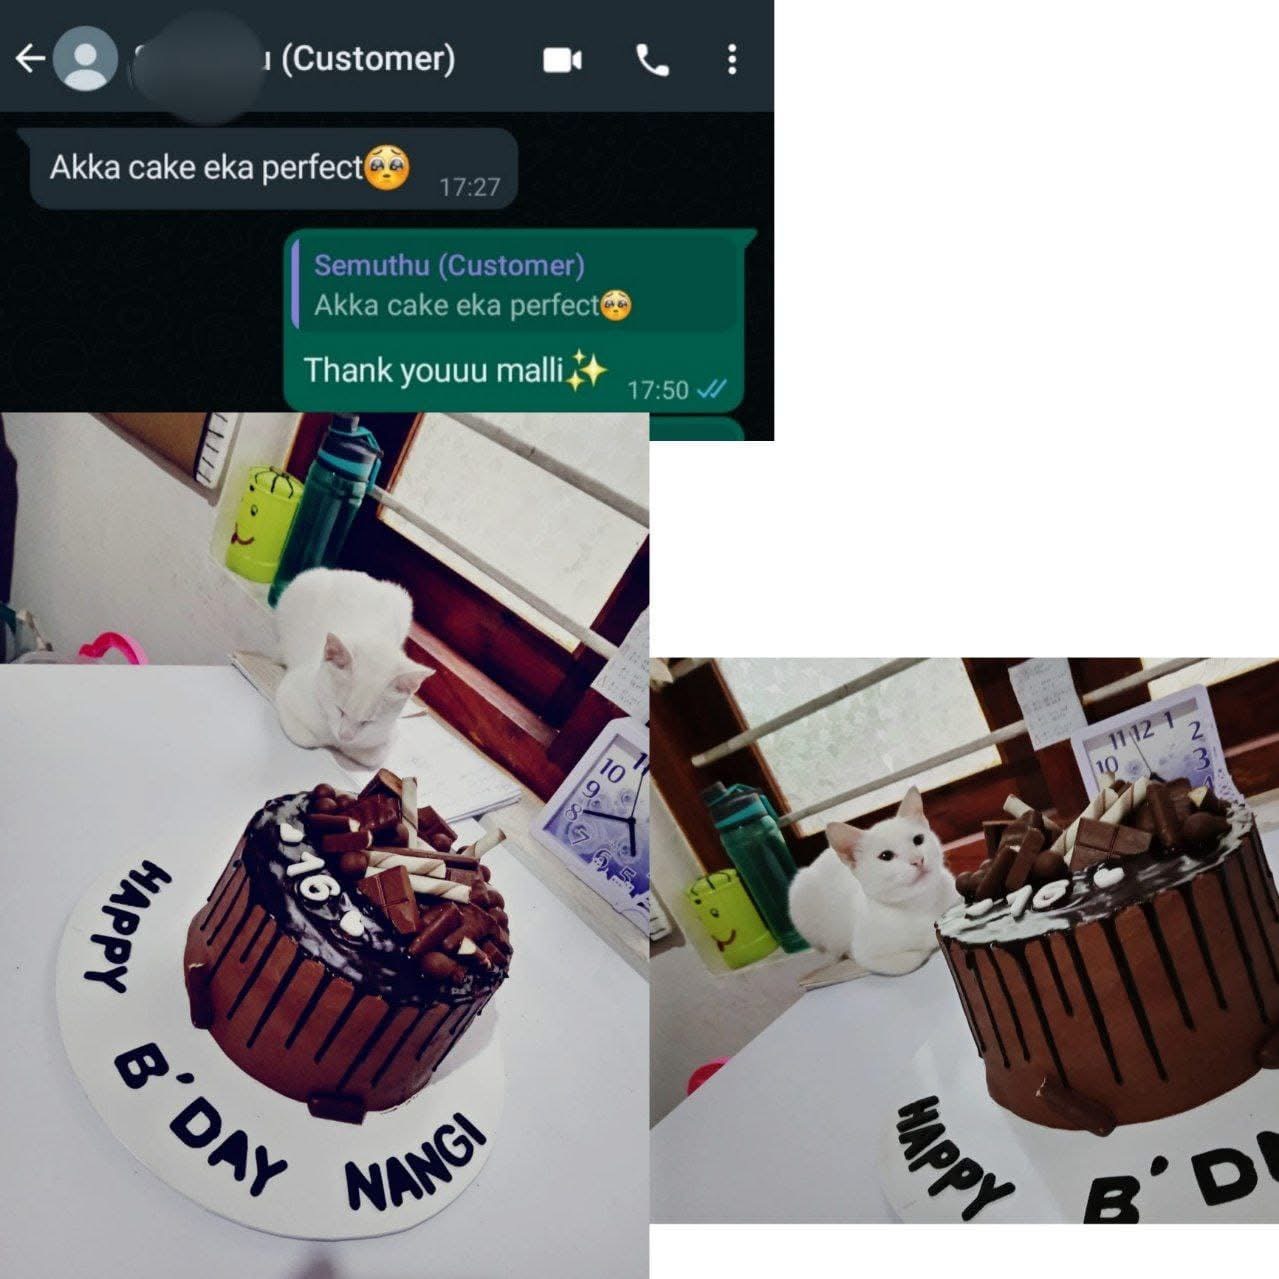 (Customer)
Akka cake eka perfect🥺
17:27
Semuthu (Customer)
Akka cake eka perfect🥺
Thank youuu malli✨
17:50
16
HAPPY
B'DAY
NANGI
10
9
8
7
6
5
11 12 1
10
2
3
16
HAPPY
B'D